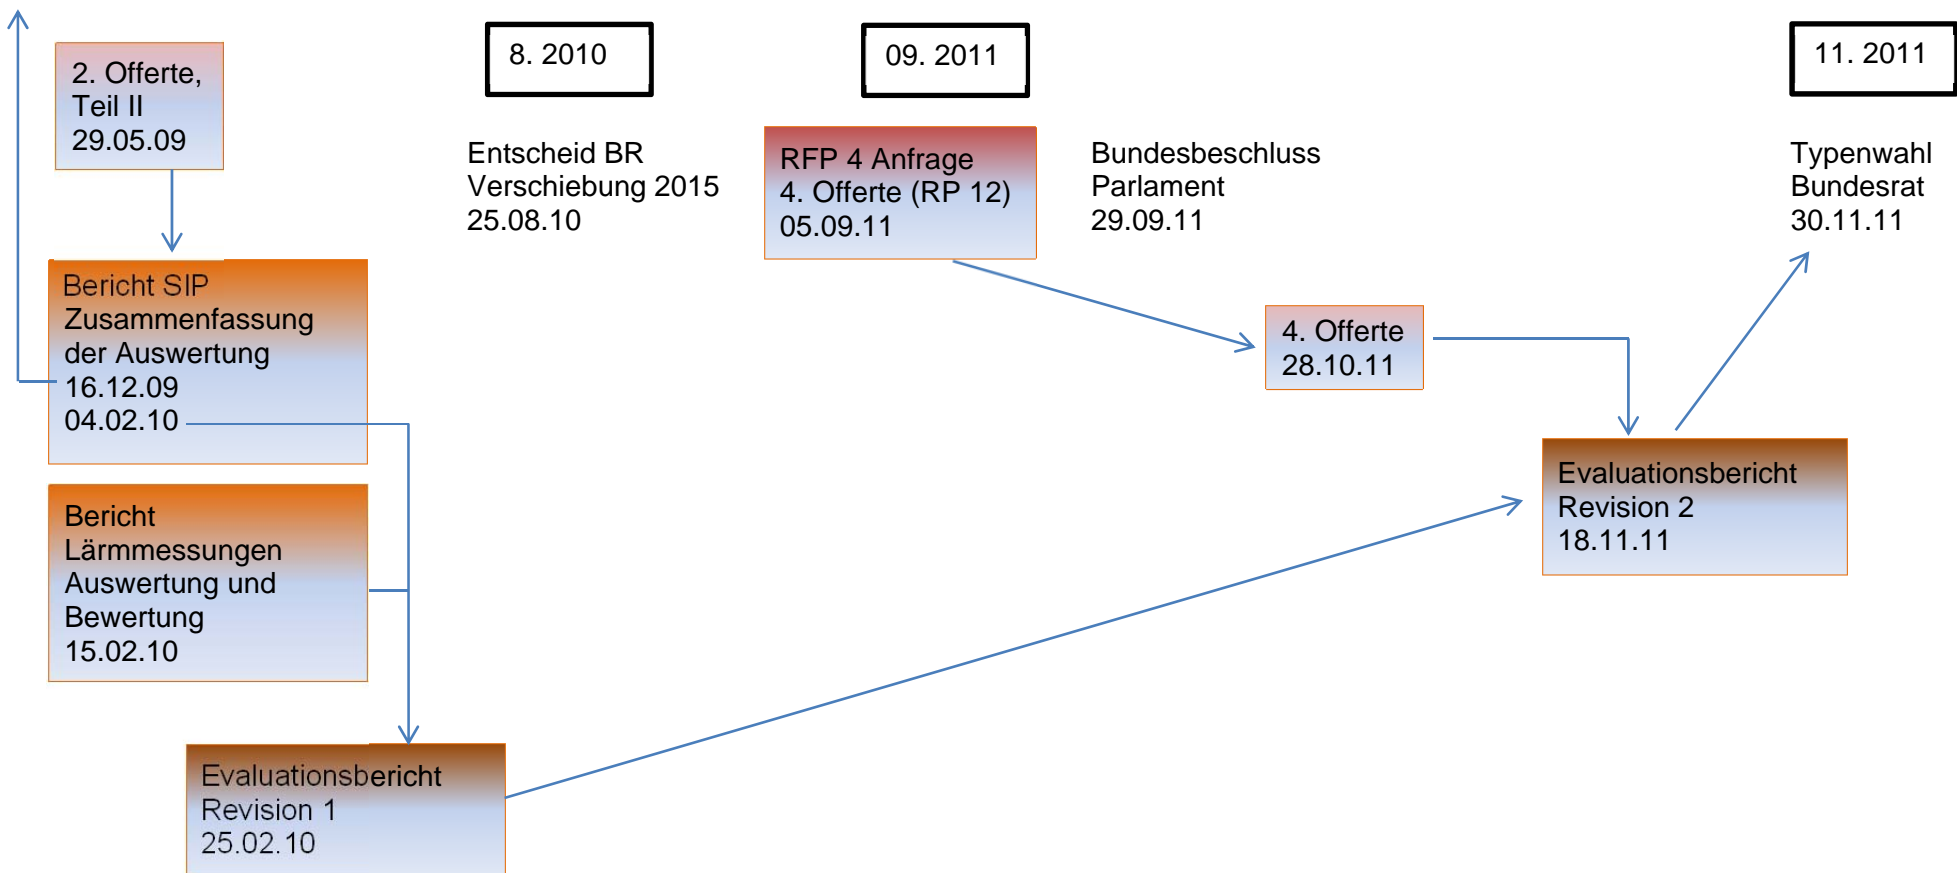 2. Offerte,
Teil II
29.05.09
8. 2010
09. 2011
11. 2011
Entscheid BR
Verschiebung 2015
25.08.10
RFP 4 Anfrage
4. Offerte (RP 12)
05.09.11
Bundesbeschluss
Parlament
29.09.11
Typenwahl
Bundesrat
30.11.11
Bericht SIP
Zusammenfassung
der Auswertung
16.12.09
04.02.10
4. Offerte
28.10.11
Bericht
Lärmmessungen
Auswertung und
Bewertung
15.02.10
Evaluationsbericht
Revision 2
18.11.11
Evaluationsbericht
Revision 1
25.02.10